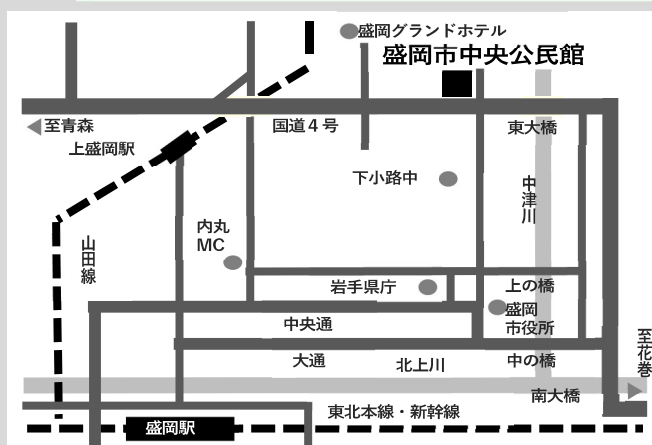 盛岡グランドホテル
盛岡市中央公民館
至青森
国道４号
東大橋
上盛岡駅
下小路中
中津川
内丸
MC
山田線
岩手県庁
上の橋
盛岡
市役所
中央通
大通
北上川
中の橋
至花巻
南大橋
東北本線・新幹線
盛岡駅